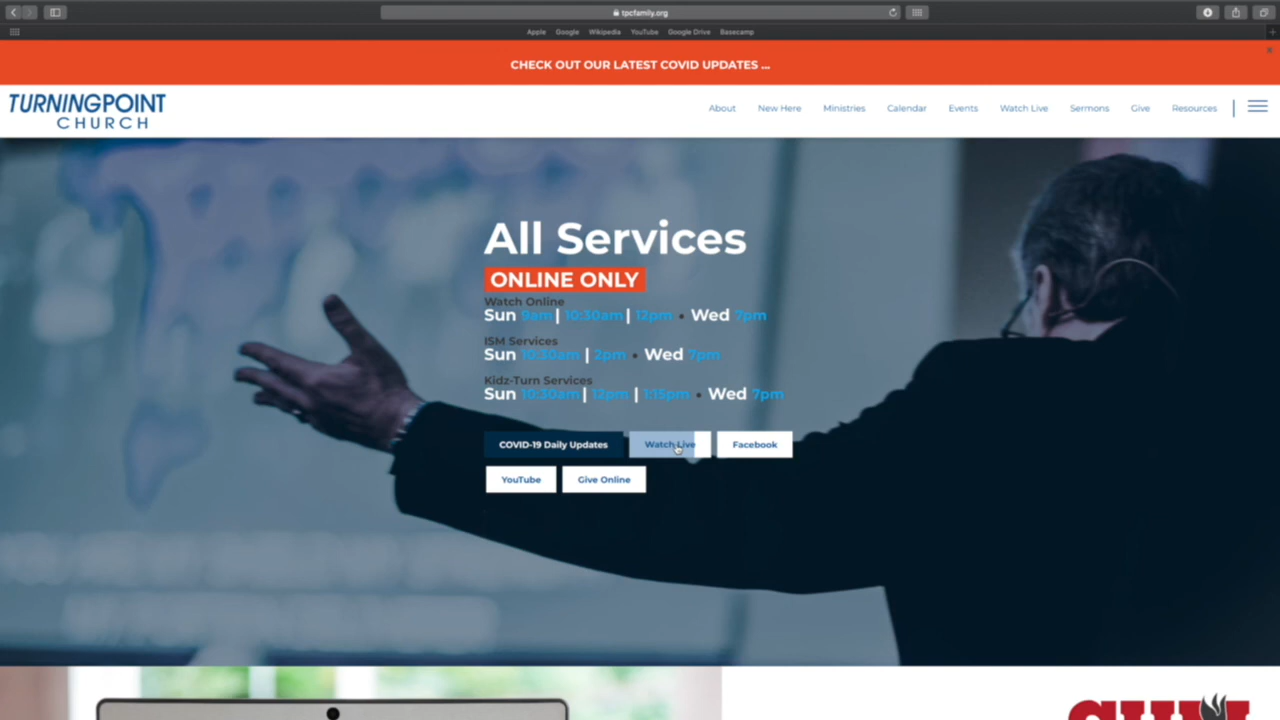 tpcfamily.org
Apple Google Wikipedia YouTube Google Drive Basecamp
CHECK OUT OUR LATEST COVID UPDATES ...
TURNINGPOINT
CHURCH
About New Here Ministries Calendar Events Watch Live Sermons Give Resources
All Services
ONLINE ONLY
Watch Online
Sun 9am | 10:30am | 12pm • Wed 7pm
ISM Services
Sun 10:30am | 2pm • Wed 7pm
Kidz-Turn Services
Sun 10:30am | 12pm | 1:15pm • Wed 7pm
COVID-19 Daily Updates Watch Live Facebook
YouTube Give Online